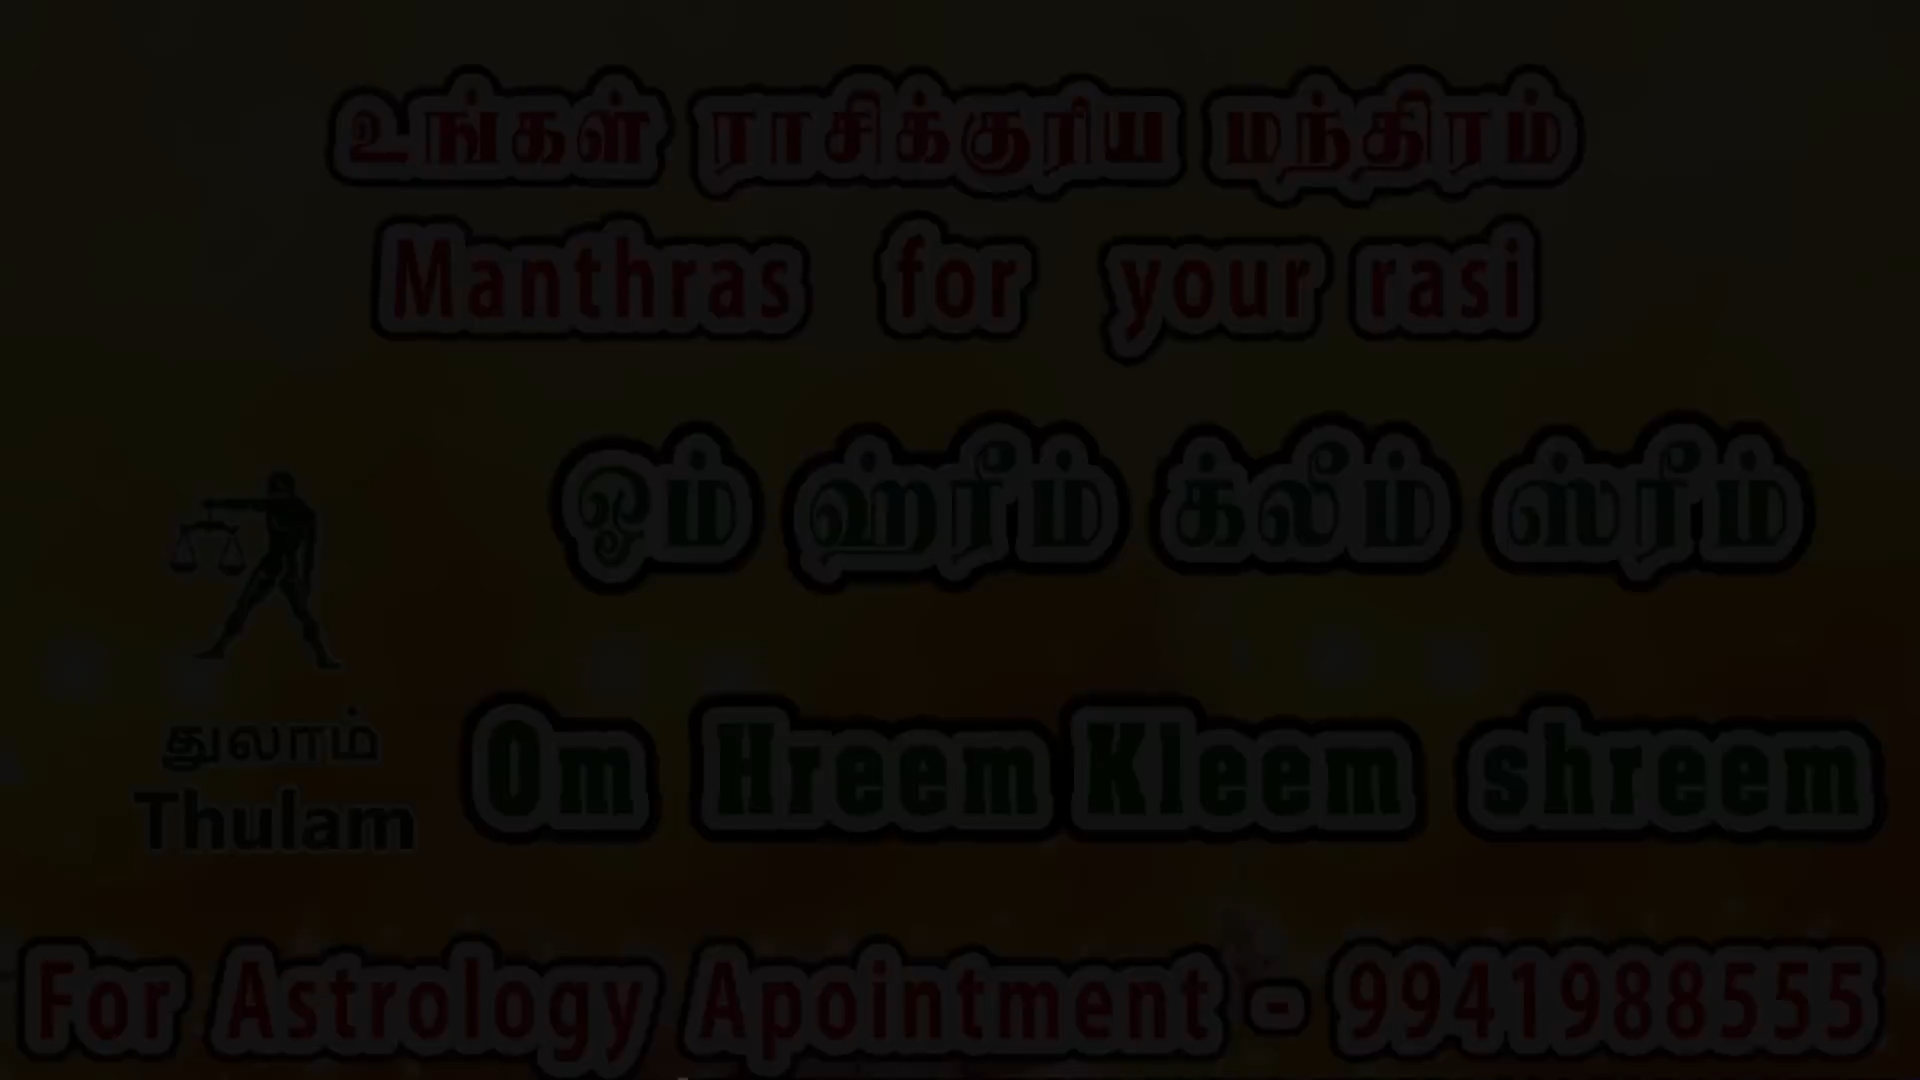 உங்கள் ராசிக்குரிய மந்திரம்
Manthras for your rasi
ஓம் ஹ்ரீம் க்லீம் ஸ்ரீம்
துலாம்
Thulam
Om Hreem Kleem shreem
For Astrology Apointment - 9941988555